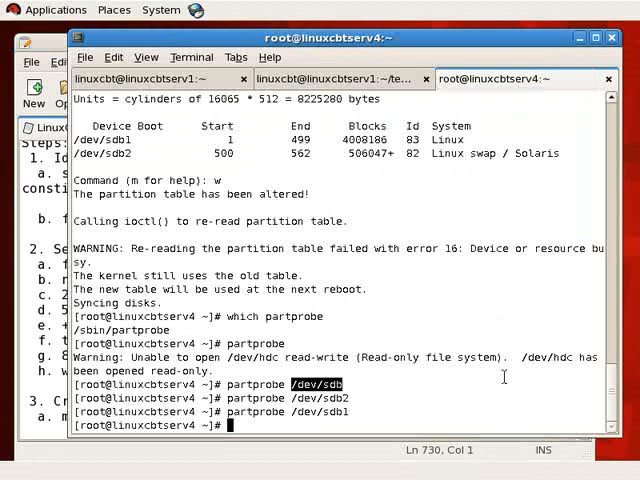 Applications Places System
root@linuxcbtserv4:~
File Edit View Terminal Tabs Help
linuxcbt@linuxcbtserv1:~ linuxcbt@linuxcbtserv1:~/te... root@linuxcbtserv4:~
Units = cylinders of 16065 * 512 = 8225280 bytes
Device Boot Start End Blocks Id System
/dev/sdb1 1 499 4008186 83 Linux
/dev/sdb2 500 562 506047+ 82 Linux swap / Solaris
Command (m for help): w
The partition table has been altered!
Calling ioctl() to re-read partition table.
WARNING: Re-reading the partition table failed with error 16: Device or resource bu
sy.
The kernel still uses the old table.
The new table will be used at the next reboot.
Syncing disks.
[root@linuxcbtserv4 ~]# which partprobe
/sbin/partprobe
[root@linuxcbtserv4 ~]# partprobe
Warning: Unable to open /dev/hdc read-write (Read-only file system). /dev/hdc has
been opened read-only.
[root@linuxcbtserv4 ~]# partprobe /dev/sdb
[root@linuxcbtserv4 ~]# partprobe /dev/sdb2
[root@linuxcbtserv4 ~]# partprobe /dev/sdb1
[root@linuxcbtserv4 ~]#
File
New
LinuxC
Steps:
1. Id
a. s
consti
b. f
2. Se
a. f
b. n
c. 2
d. 5
e. +
f. t
g. 8
h. w
3. Cr
a. m
Ln 730, Col 1 INS